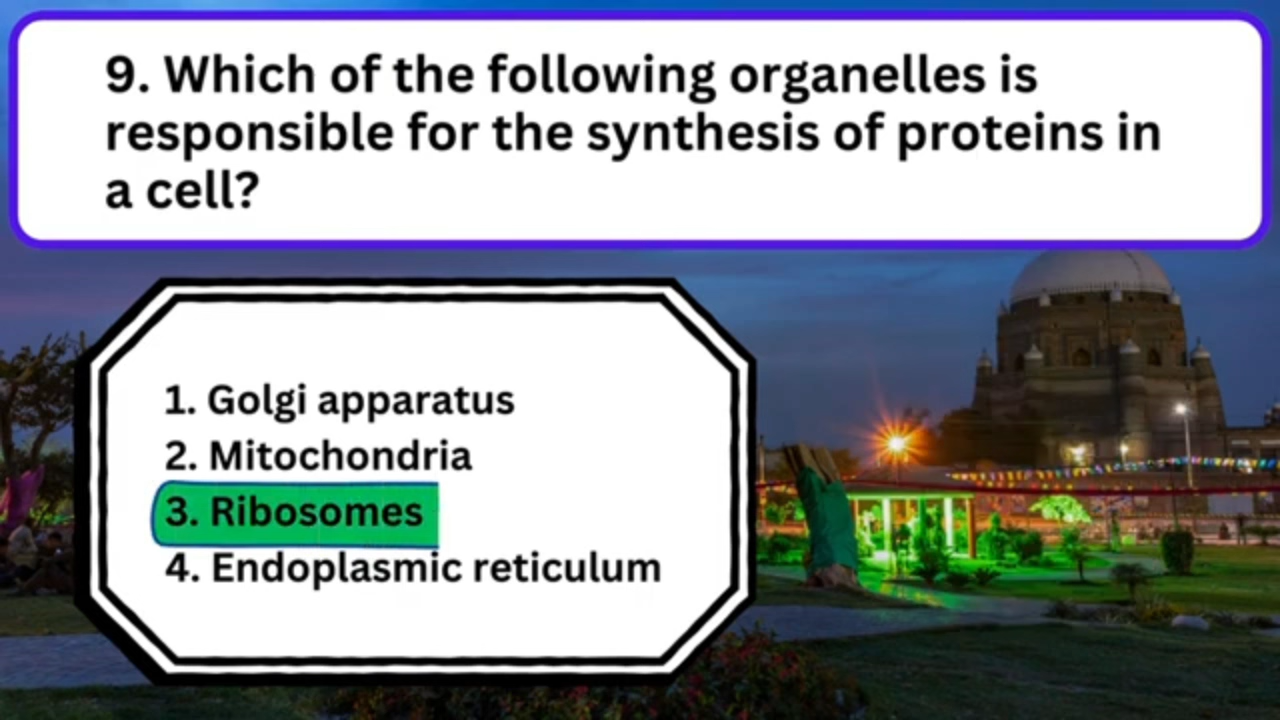 9. Which of the following organelles is
responsible for the synthesis of proteins in
a cell?
1. Golgi apparatus
2. Mitochondria
3. Ribosomes
4. Endoplasmic reticulum